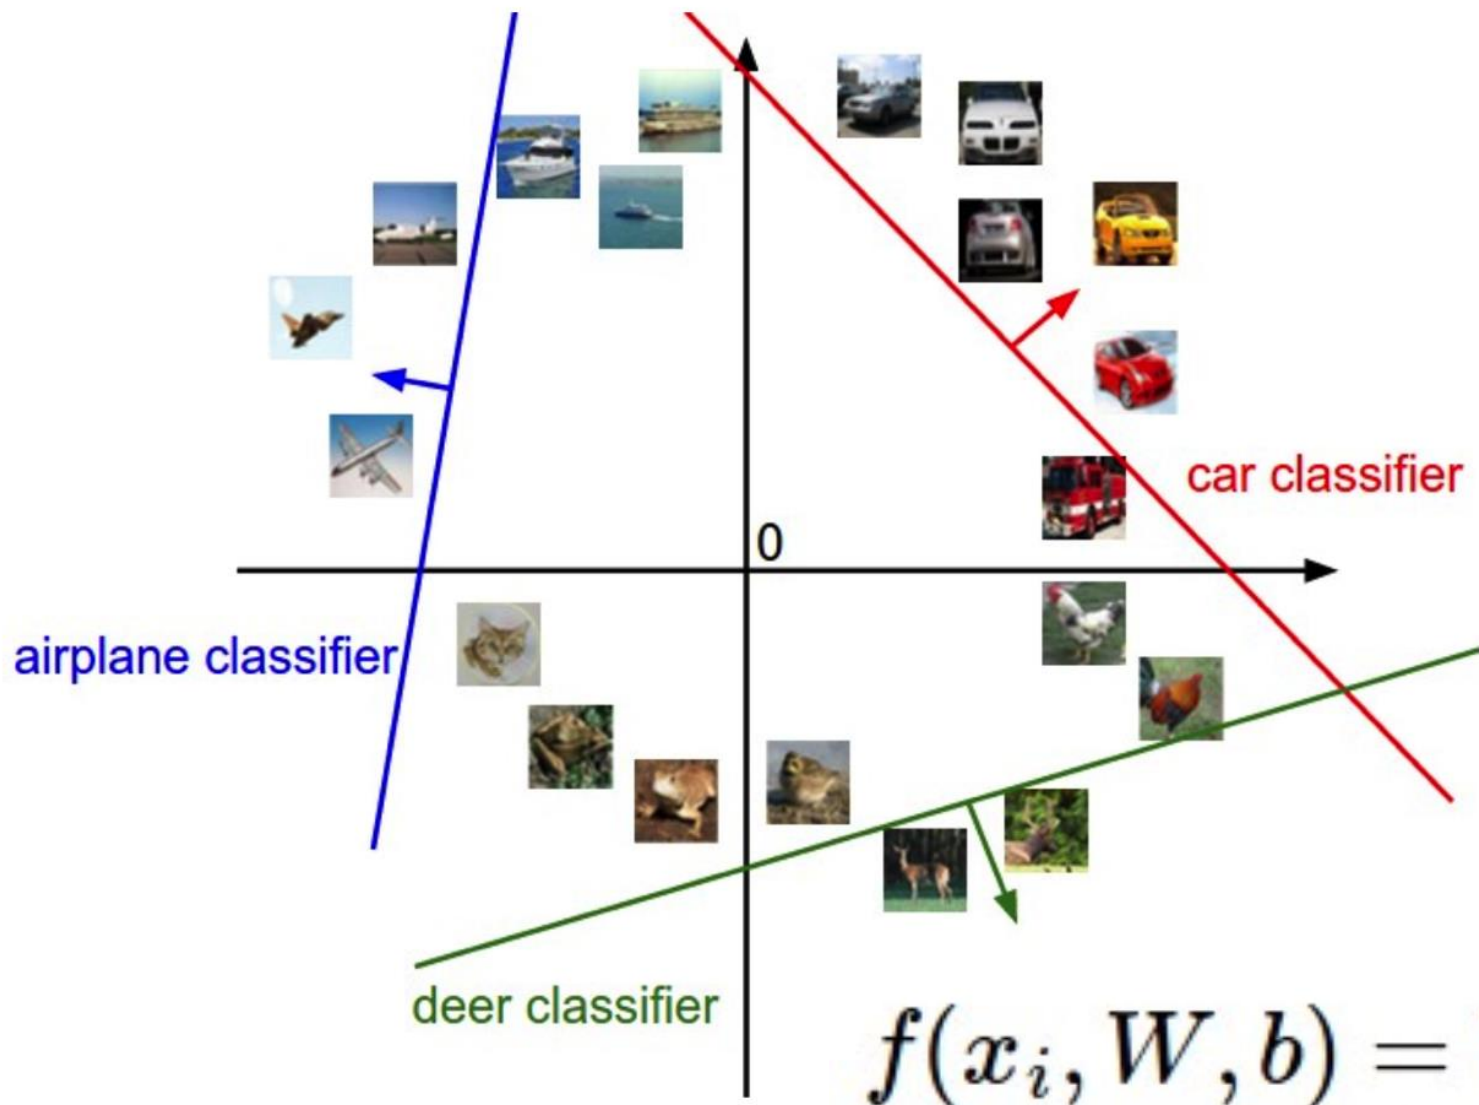 car classifier
0
airplane classifier
deer classifier
f(x_i, W, b) =